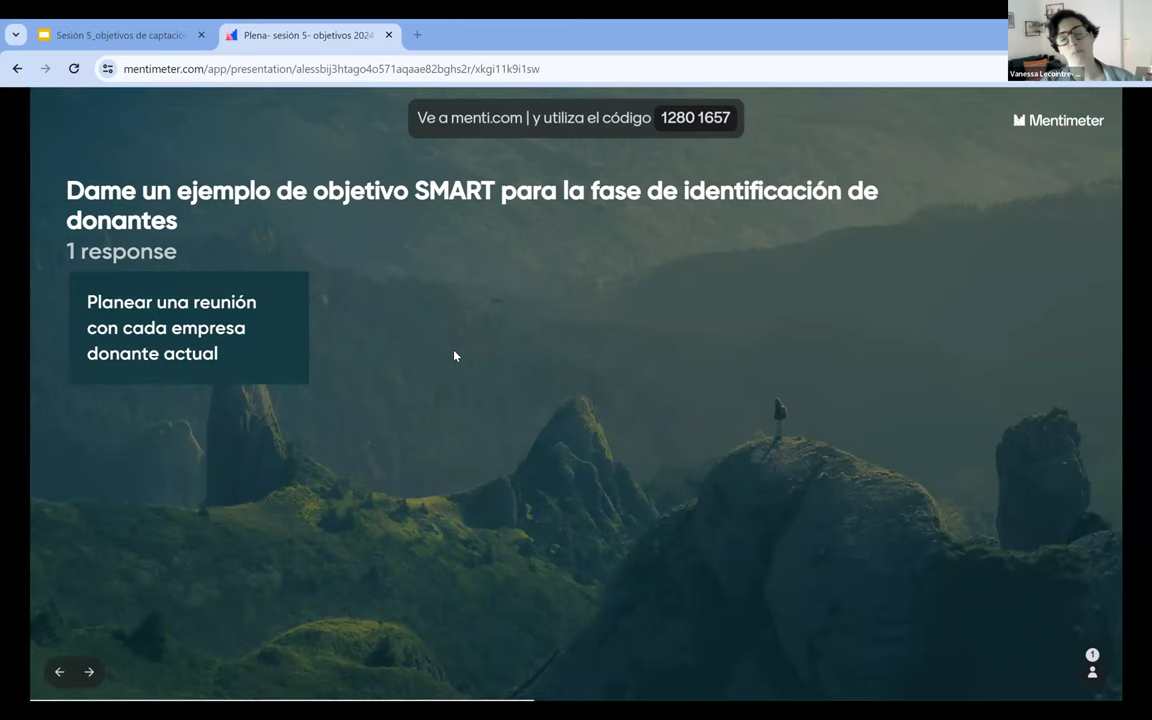 Sesión 5_objetivos de captació
Plena- sesión 5- objetivos 2024
mentimeter.com/app/presentation/alessbij3htago4o571aqaae82bghs2r/xkgi11k9i1sw
Vanessa Lecointre-...
Ve a menti.com | y utiliza el código 1280 1657
Mentimeter
Dame un ejemplo de objetivo SMART para la fase de identificación de
donantes
1 response
Planear una reunión
con cada empresa
donante actual
1